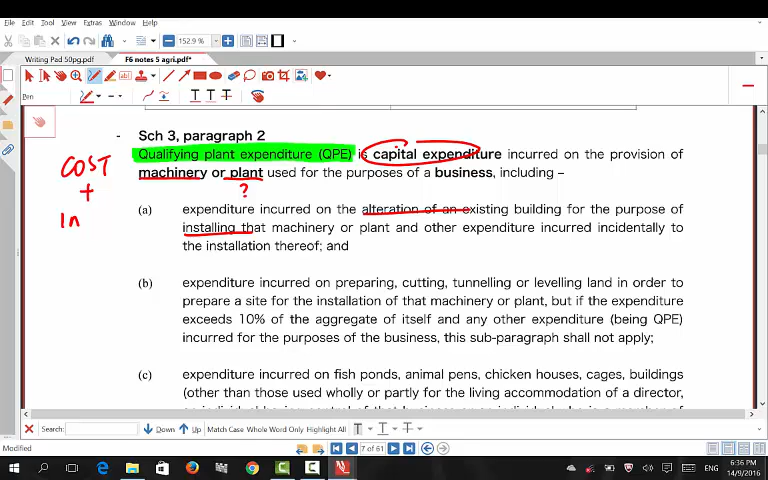 File Edit Tool View Extras Window Help
152.9%
Writing Pad 50pg.pdf F6 notes 5 agri.pdf*
Pen
- Sch 3, paragraph 2
Qualifying plant expenditure (QPE) is capital expenditure incurred on the provision of
machinery or plant used for the purposes of a business, including –
COST
+
In
?
(a) expenditure incurred on the alteration of an existing building for the purpose of
installing that machinery or plant and other expenditure incurred incidentally to
the installation thereof; and
(b) expenditure incurred on preparing, cutting, tunnelling or levelling land in order to
prepare a site for the installation of that machinery or plant, but if the expenditure
exceeds 10% of the aggregate of itself and any other expenditure (being QPE)
incurred for the purposes of the business, this sub-paragraph shall not apply;
(c) expenditure incurred on fish ponds, animal pens, chicken houses, cages, buildings
(other than those used wholly or partly for the living accommodation of a director,
Search: Down Up Match Case Whole Word Only Highlight All
Modified 7 of 61
ENG 6:36 PM
14/9/2016